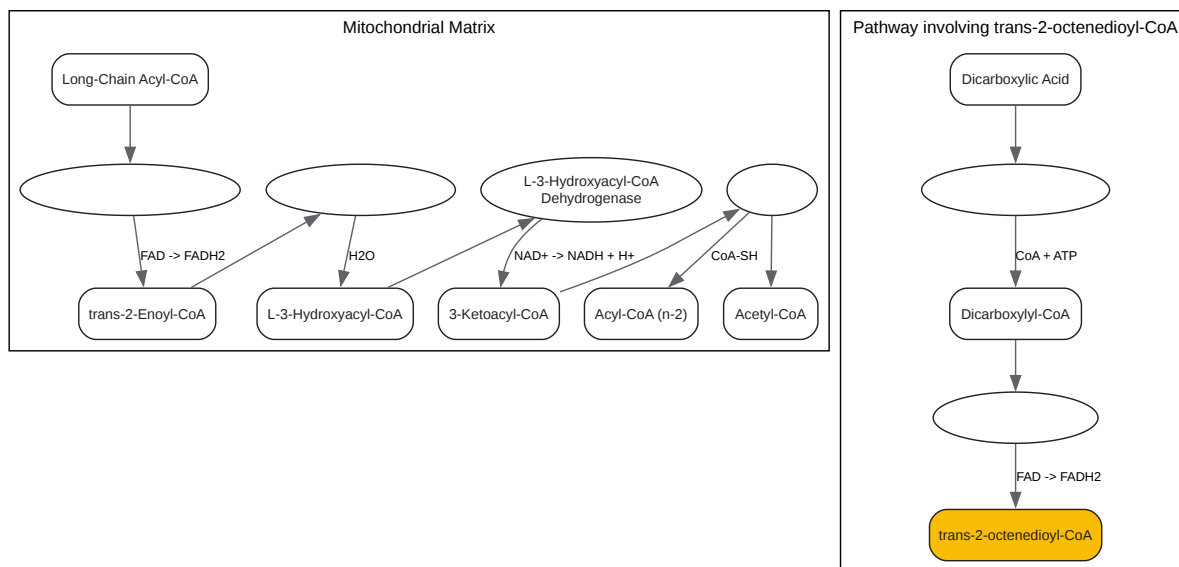 Mitochondrial Matrix
Long-Chain Acyl-CoA
L-3-Hydroxyacyl-CoA
Dehydrogenase
FAD -> FADH2
H2O
NAD+ -> NADH + H+
CoA-SH
trans-2-Enoyl-CoA
L-3-Hydroxyacyl-CoA
3-Ketoacyl-CoA
Acyl-CoA (n-2)
Acetyl-CoA
Pathway involving trans-2-octenedioyl-CoA
Dicarboxylic Acid
CoA + ATP
Dicarboxylyl-CoA
FAD -> FADH2
trans-2-octenedioyl-CoA